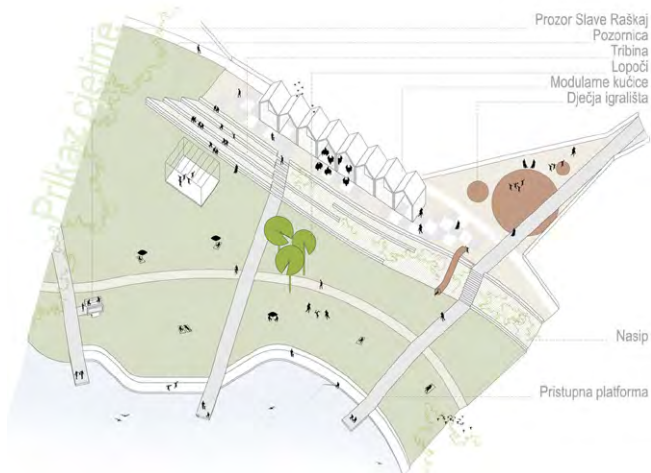 Prozor Slave Raškaj
Pozornica
Tribina
Lopoči
Modularne kućice
Dječja igrališta
Prikaz cjeline
Nasip
Pristupna platforma